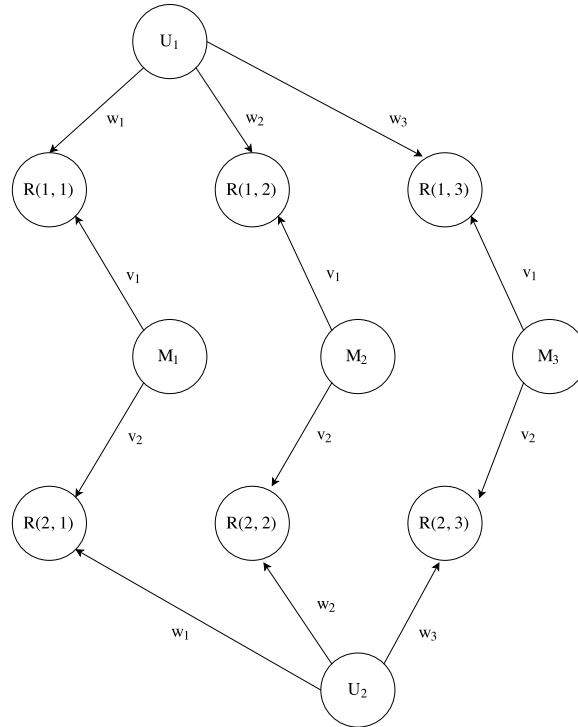 U₁
w₁
w₂
w₃
R(1, 1)
R(1, 2)
R(1, 3)
v₁
v₁
v₁
M₁
M₂
M₃
v₂
v₂
v₂
R(2, 1)
R(2, 2)
R(2, 3)
w₁
w₂
w₃
U₂